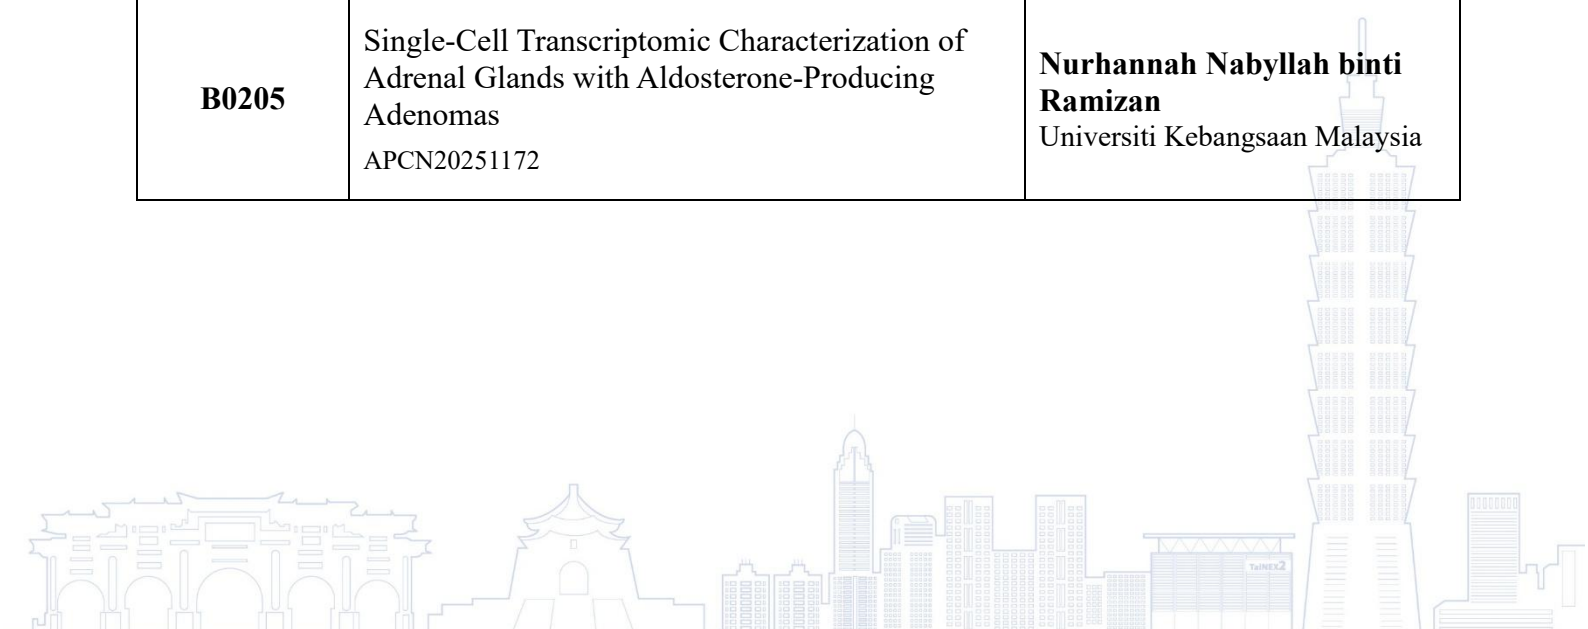 B0205
Single-Cell Transcriptomic Characterization of
Adrenal Glands with Aldosterone-Producing
Adenomas
APCN20251172
Nurhannah Nabyllah binti
Ramizan
Universiti Kebangsaan Malaysia
TaiNEX2